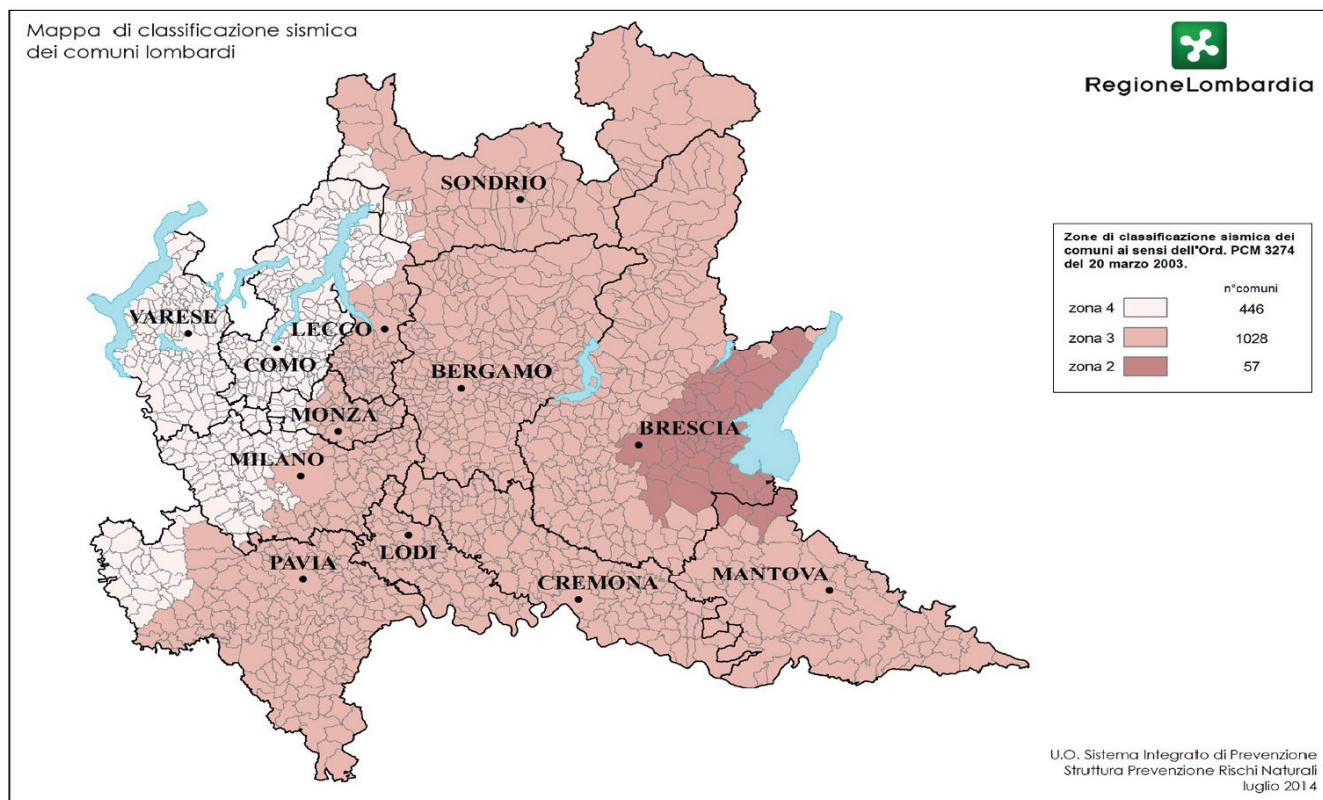 Mappa di classificazione sismica
dei comuni lombardi
RegioneLombardia
SONDRIO
VARESE
LECCO
COMO
BERGAMO
MONZA
BRESCIA
MILANO
LODI
PAVIA
CREMONA
MANTOVA
Zone di classificazione sismica dei
comuni ai sensi dell'Ord. PCM 3274
del 20 marzo 2003.
n°comuni
zona 4 446
zona 3 1028
zona 2 57
U.O. Sistema Integrato di Prevenzione
Struttura Prevenzione Rischi Naturali
luglio 2014